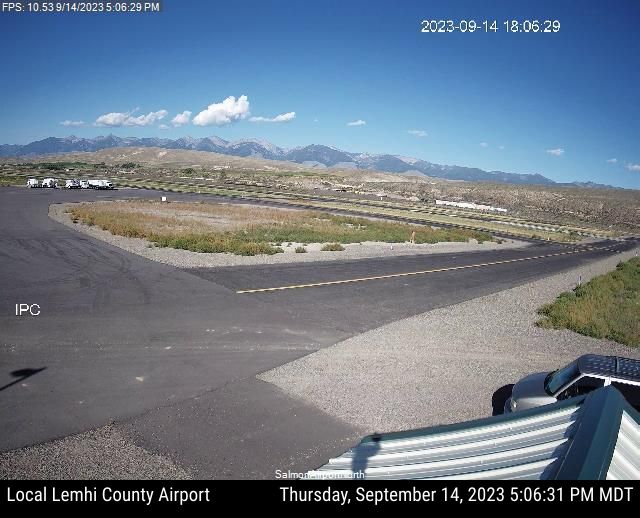 FPS: 10.53 9/14/2023 5:06:29 PM
2023-09-14 18:06:29
IPC
SalmonAirportNorth
Local Lemhi County Airport Thursday, September 14, 2023 5:06:31 PM MDT